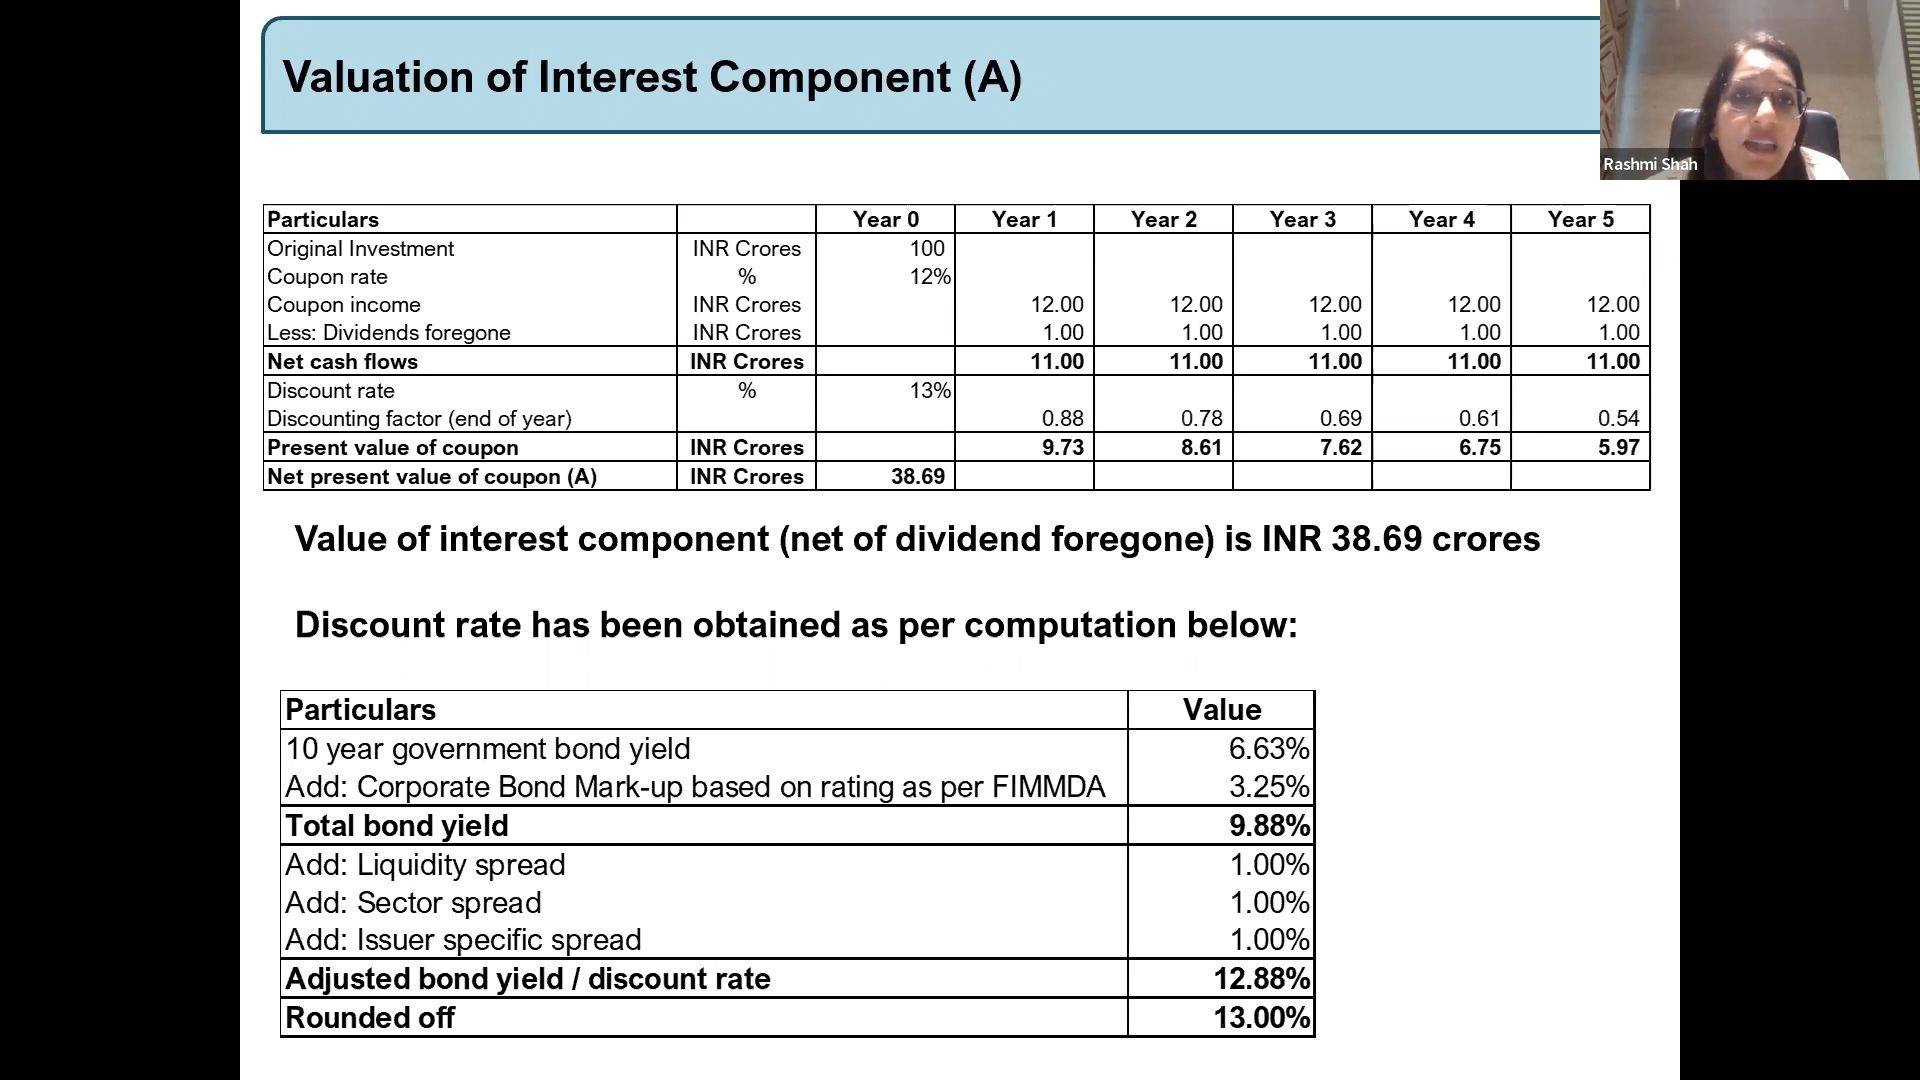 Valuation of Interest Component (A)
Rashmi Shah
Particulars Year 0 Year 1 Year 2 Year 3 Year 4 Year 5
Original Investment INR Crores 100
Coupon rate % 12%
Coupon income INR Crores 12.00 12.00 12.00 12.00 12.00
Less: Dividends foregone INR Crores 1.00 1.00 1.00 1.00 1.00
Net cash flows INR Crores 11.00 11.00 11.00 11.00 11.00
Discount rate % 13%
Discounting factor (end of year) 0.88 0.78 0.69 0.61 0.54
Present value of coupon INR Crores 9.73 8.61 7.62 6.75 5.97
Net present value of coupon (A) INR Crores 38.69
Value of interest component (net of dividend foregone) is INR 38.69 crores
Discount rate has been obtained as per computation below:
Particulars Value
10 year government bond yield 6.63%
Add: Corporate Bond Mark-up based on rating as per FIMMDA 3.25%
Total bond yield 9.88%
Add: Liquidity spread 1.00%
Add: Sector spread 1.00%
Add: Issuer specific spread 1.00%
Adjusted bond yield / discount rate 12.88%
Rounded off 13.00%